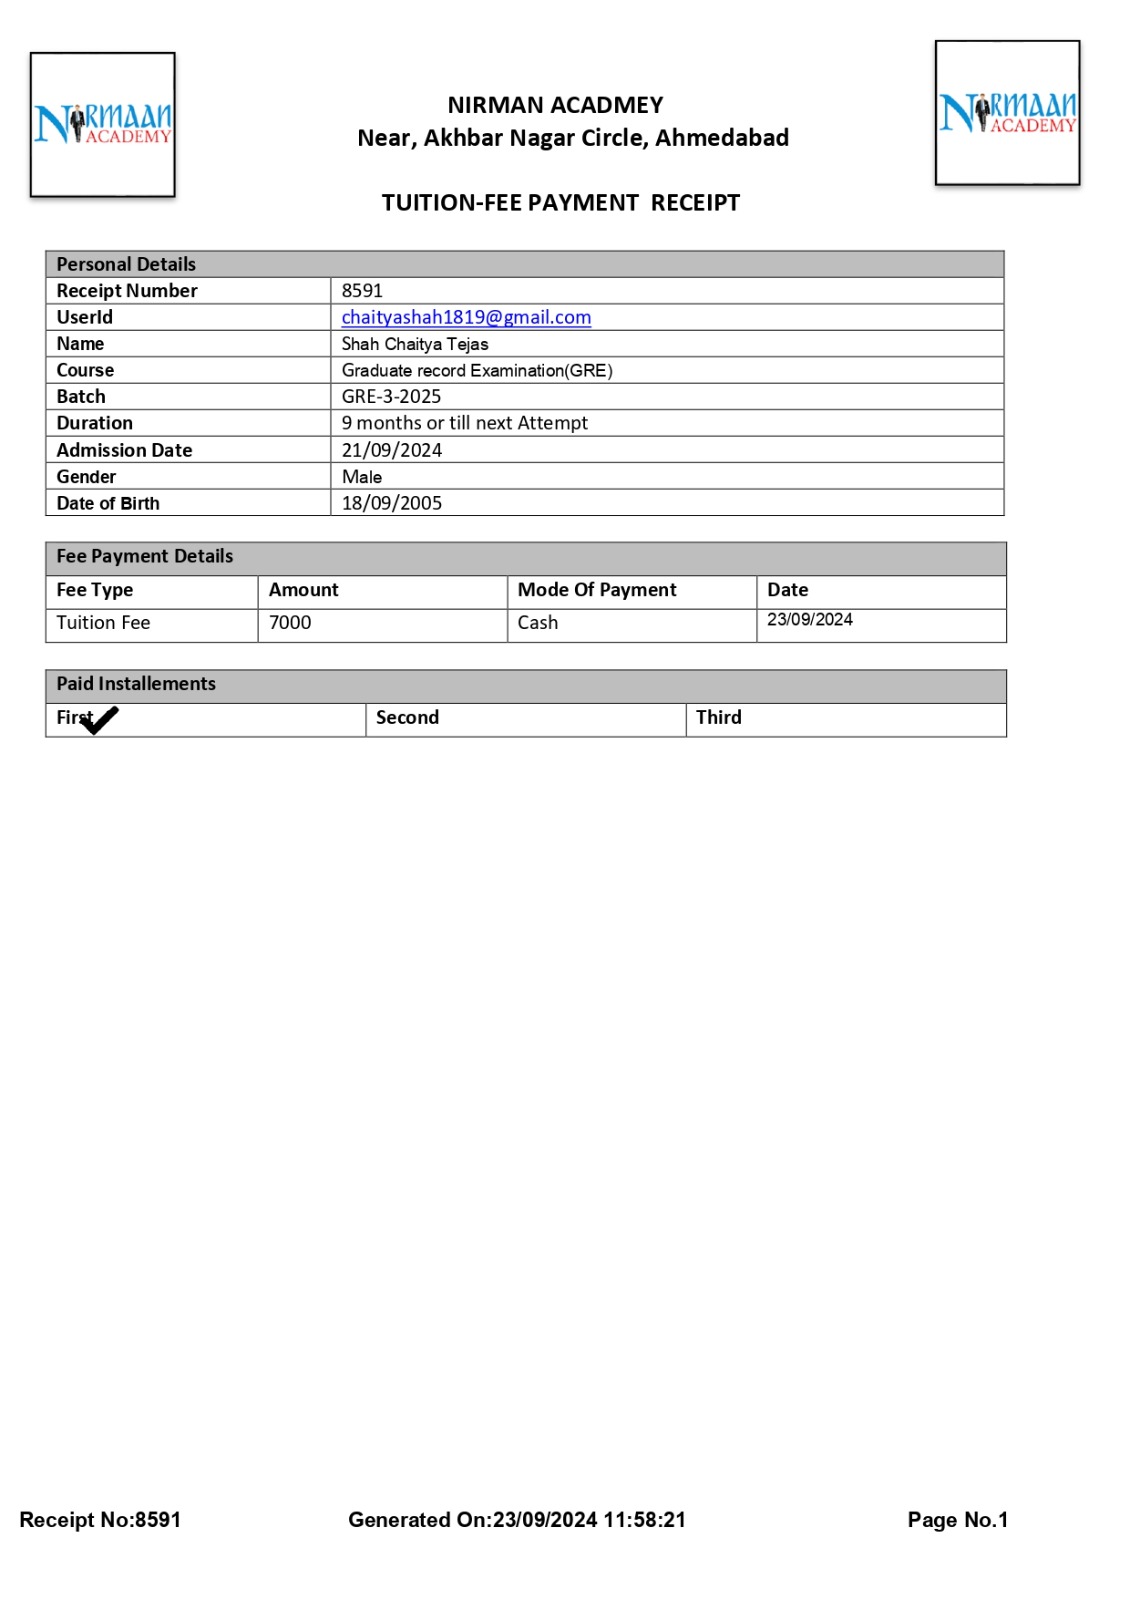 NIRMAAN
ACADEMY
NIRMAAN
ACADEMY
NIRMAN ACADMEY
Near, Akhbar Nagar Circle, Ahmedabad
TUITION-FEE PAYMENT RECEIPT
Personal Details
Receipt Number 8591
UserId chaityashah1819@gmail.com
Name Shah Chaitya Tejas
Course Graduate record Examination(GRE)
Batch GRE-3-2025
Duration 9 months or till next Attempt
Admission Date 21/09/2024
Gender Male
Date of Birth 18/09/2005
Fee Payment Details
Fee Type Amount Mode Of Payment Date
Tuition Fee 7000 Cash 23/09/2024
Paid Installements
First Second Third
Receipt No:8591 Generated On:23/09/2024 11:58:21 Page No.1